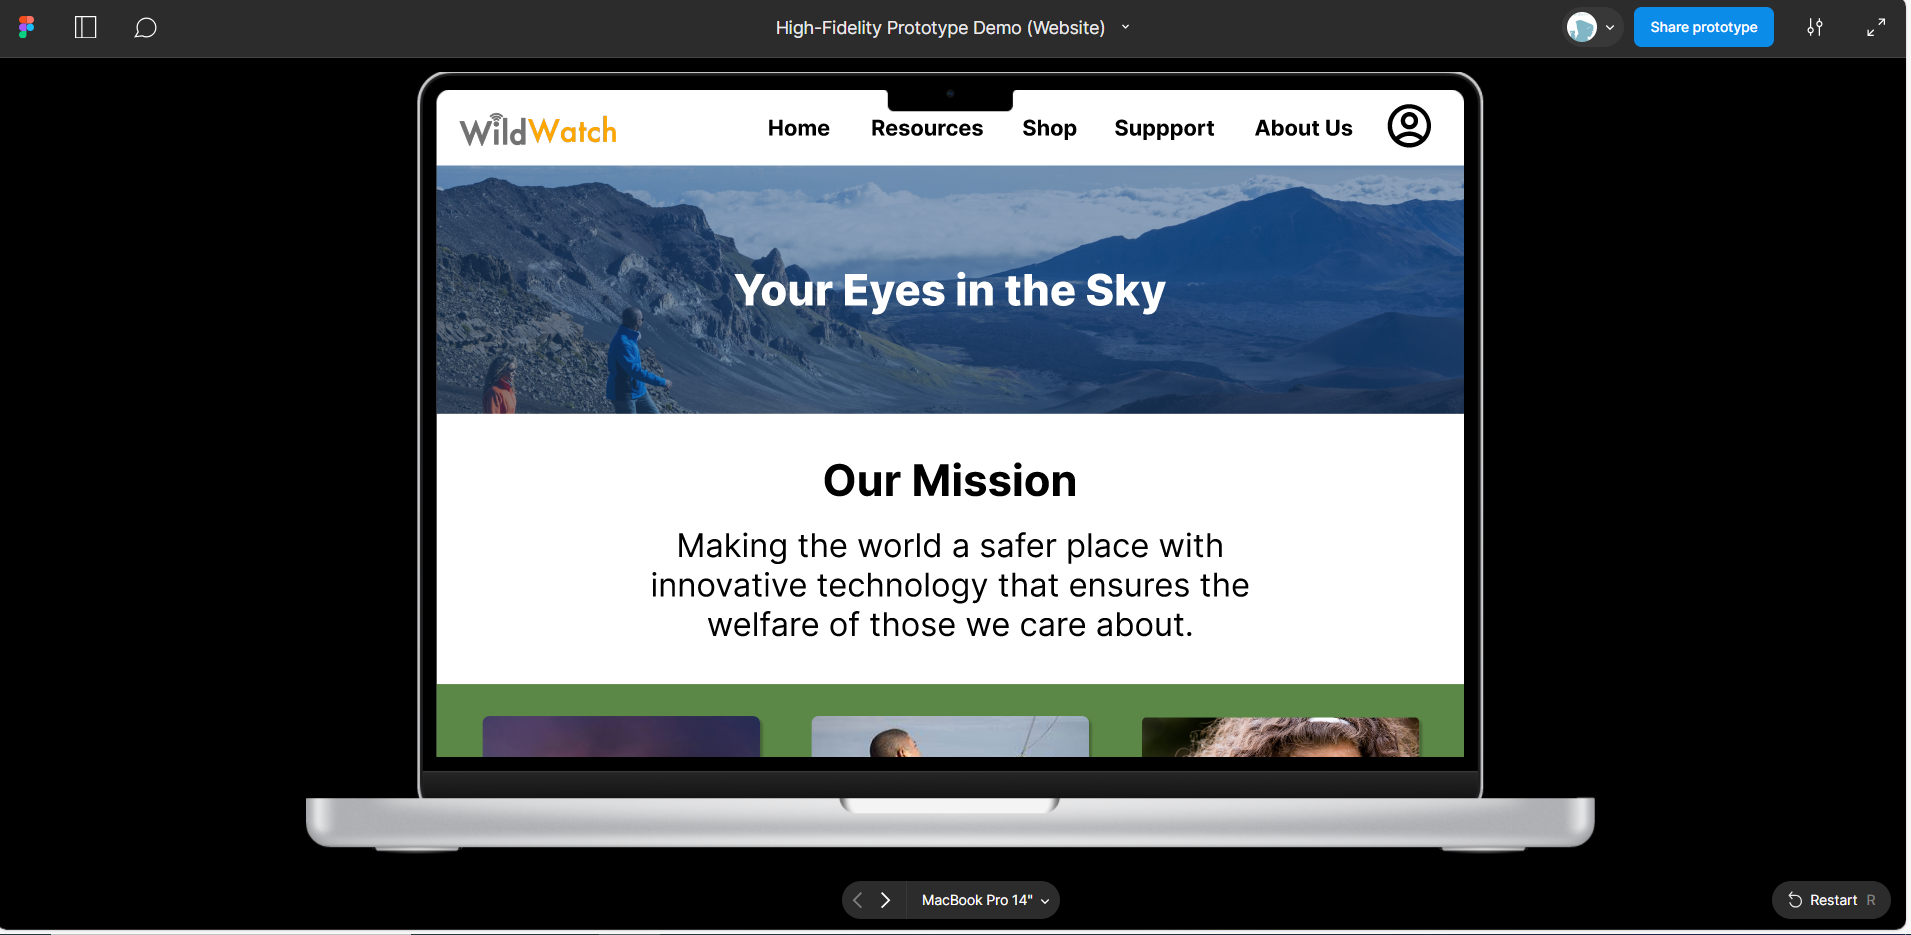 High-Fidelity Prototype Demo (Website)
Share prototype
WildWatch
Home Resources Shop Suppport About Us
Your Eyes in the Sky
Our Mission
Making the world a safer place with
innovative technology that ensures the
welfare of those we care about.
MacBook Pro 14"
Restart R